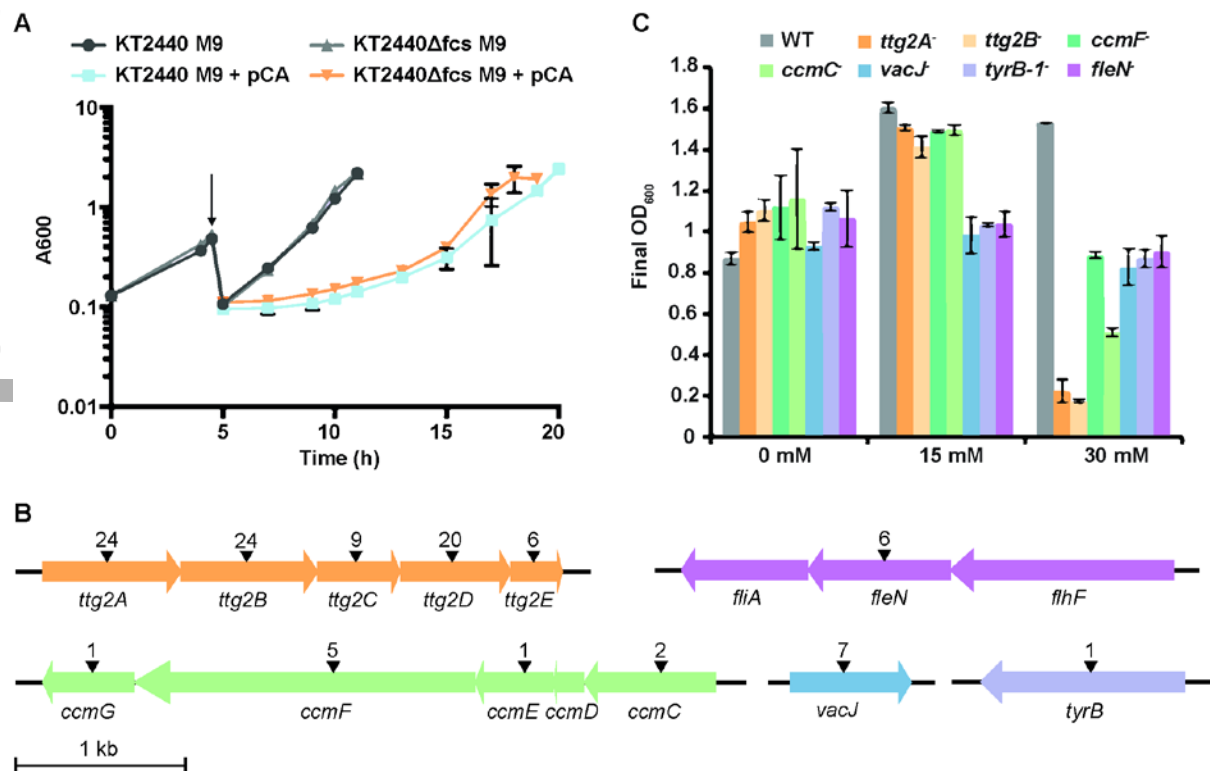 A
KT2440 M9
KT2440Δfcs M9
KT2440 M9 + pCA
KT2440Δfcs M9 + pCA
A600
10
1
0.1
0.01
0
5
10
15
20
Time (h)
C
WT
ttg2A-
ttg2B-
ccmF-
ccmC-
vacJ-
tyrB-1-
fleN-
Final OD600
1.8
1.6
1.4
1.2
1
0.8
0.6
0.4
0.2
0
0 mM
15 mM
30 mM
B
24
24
9
20
6
ttg2A
ttg2B
ttg2C
ttg2D
ttg2E
6
fliA
fleN
flhF
1
5
1
2
ccmG
ccmF
ccmE
ccmD
ccmC
7
vacJ
1
tyrB
1 kb